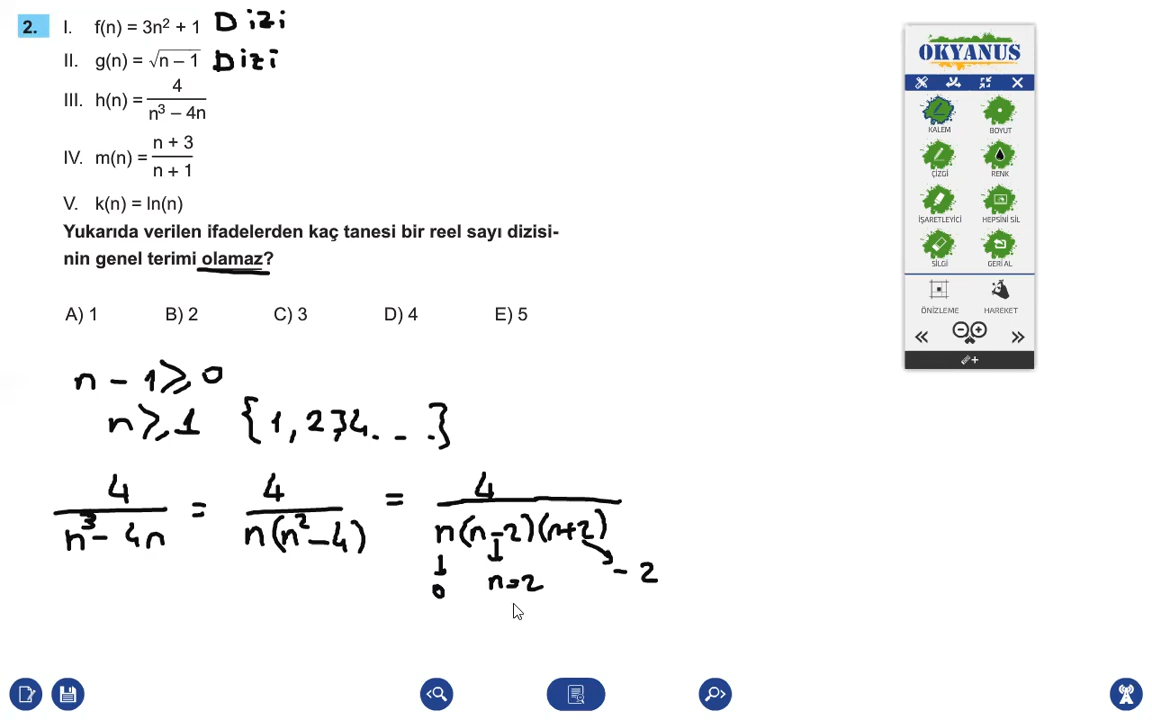 2. I. f(n) = 3n² + 1 Dizi
II. g(n) = √(n – 1) Dizi
III. h(n) = 4 / (n³ – 4n)
IV. m(n) = (n + 3) / (n + 1)
V. k(n) = ln(n)
Yukarıda verilen ifadelerden kaç tanesi bir reel sayı dizisi-
nin genel terimi olamaz?
A) 1 B) 2 C) 3 D) 4 E) 5
n - 1 ⩾ 0
n ⩾ 1 {1, 2,3,4. - - .}
4 / (n³ - 4n) = 4 / (n(n² - 4)) = 4 / (n(n-2)(n+2))
↓ 0 ↓ n=2 → -2
OKYANUS
KALEM BOYUT
ÇİZGİ RENK
İŞARETLEYİCİ HEPSİNİ SİL
SİLGİ GERİ AL
ÖNİZLEME HAREKET
« »